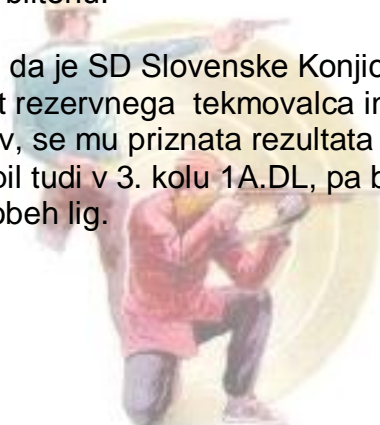 da je SD Slovenske Konjic
t rezervnega tekmovalca in
v, se mu priznata rezultata
bil tudi v 3. kolu 1A.DL, pa b
obeh lig.